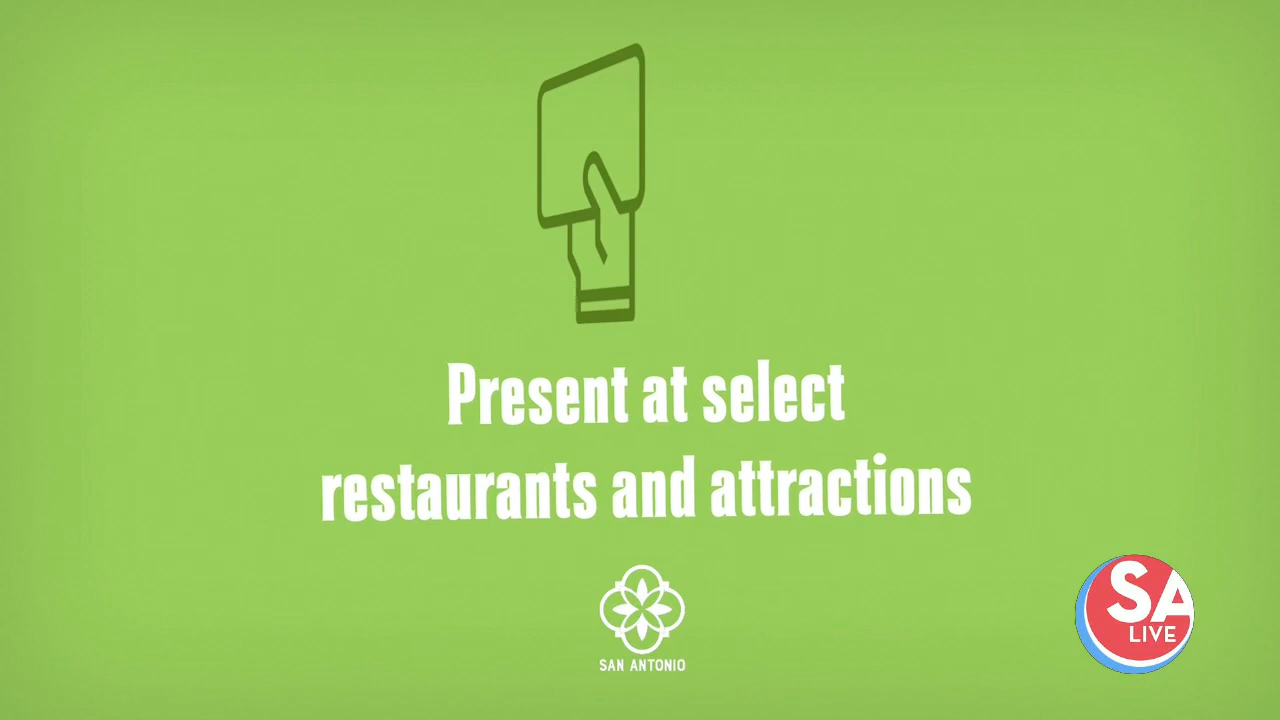 Present at select
restaurants and attractions
SAN ANTONIO
SA
LIVE